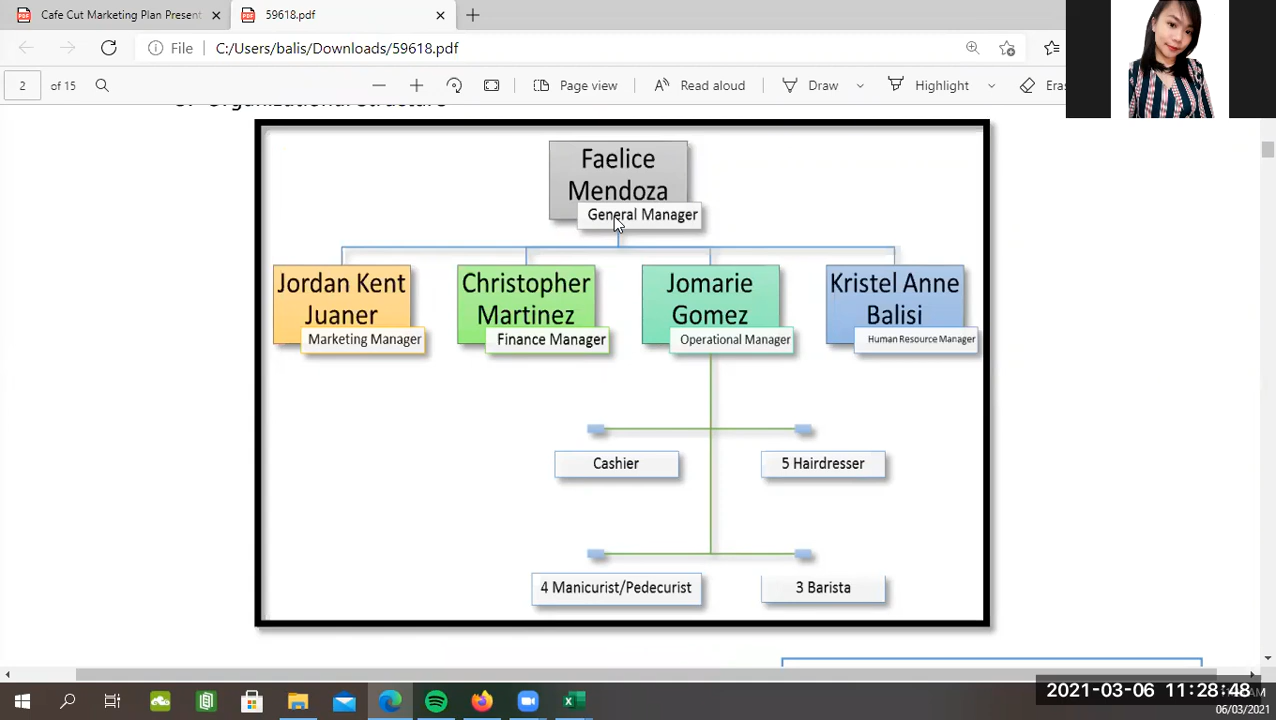 Cafe Cut Marketing Plan Present
59618.pdf
File
C:/Users/balis/Downloads/59618.pdf
2
of 15
Page view
Read aloud
Draw
Highlight
Eras
Organizational Structure
Faelice
Mendoza
General Manager
Jordan Kent
Juaner
Marketing Manager
Christopher
Martinez
Finance Manager
Jomarie
Gomez
Operational Manager
Kristel Anne
Balisi
Human Resource Manager
Cashier
5 Hairdresser
4 Manicurist/Pedecurist
3 Barista
2021-03-06 11:28:48
06/03/2021